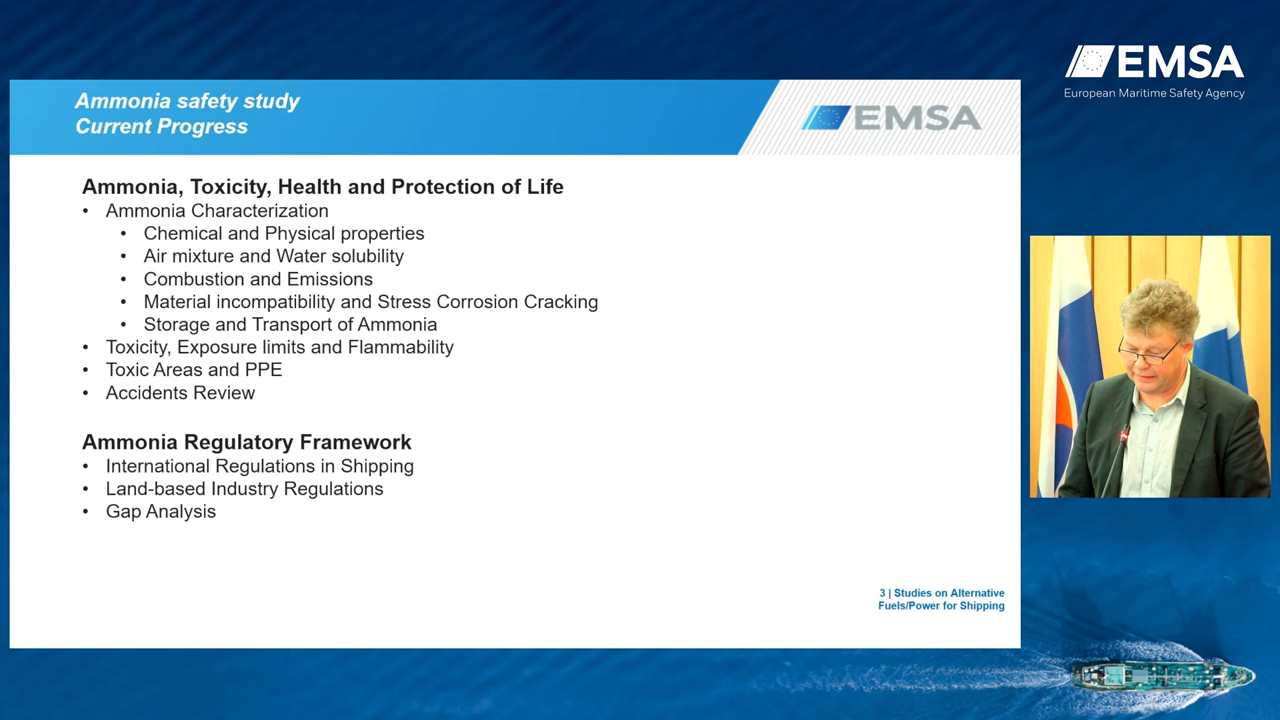 EMSA
European Maritime Safety Agency
Ammonia safety study
Current Progress
EMSA
Ammonia, Toxicity, Health and Protection of Life
• Ammonia Characterization
• Chemical and Physical properties
• Air mixture and Water solubility
• Combustion and Emissions
• Material incompatibility and Stress Corrosion Cracking
• Storage and Transport of Ammonia
• Toxicity, Exposure limits and Flammability
• Toxic Areas and PPE
• Accidents Review
Ammonia Regulatory Framework
• International Regulations in Shipping
• Land-based Industry Regulations
• Gap Analysis
3 | Studies on Alternative
Fuels/Power for Shipping